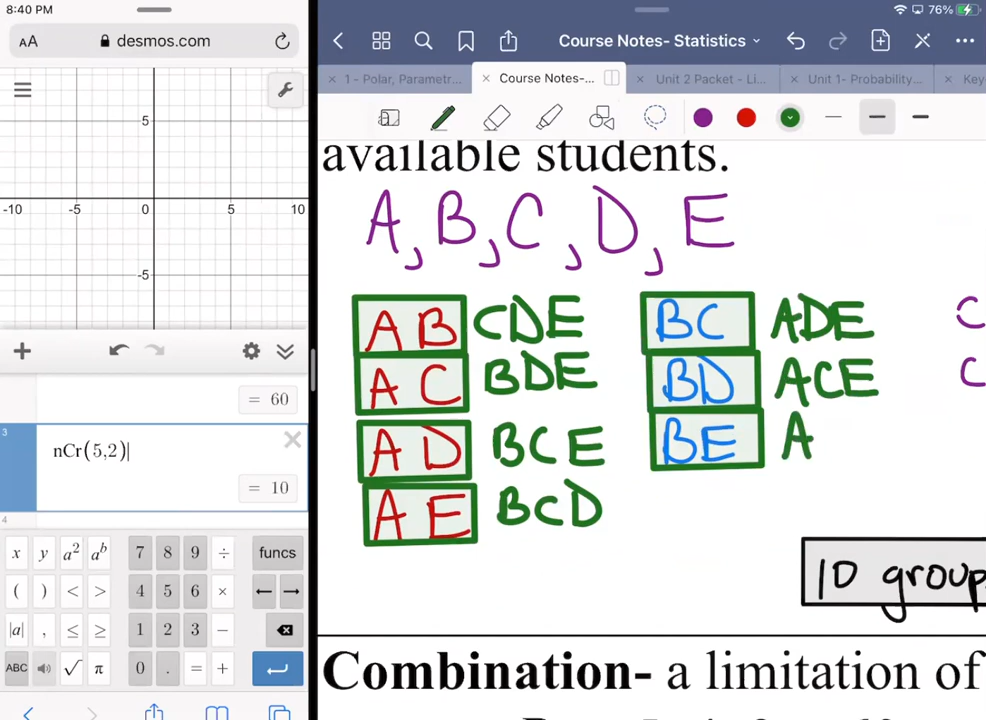 8:40 PM
76%
AA desmos.com
Course Notes- Statistics
1 - Polar, Parametr...
Course Notes-...
Unit 2 Packet - Li...
Unit 1- Probability...
Key
5
-10 -5 0 5 10
-5
= 60
3
nCr(5,2)
= 10
4
x y a² aᵇ 7 8 9 ÷ funcs
( ) < > 4 5 6 ×
|a| , ≤ ≥ 1 2 3 −
ABC √ π 0 . = +
available students.
A, B, C, D, E
AB CDE
AC BDE
AD BCE
AE BCD
BC ADE
BD ACE
BE A
C
C
10 group
Combination- a limitation of